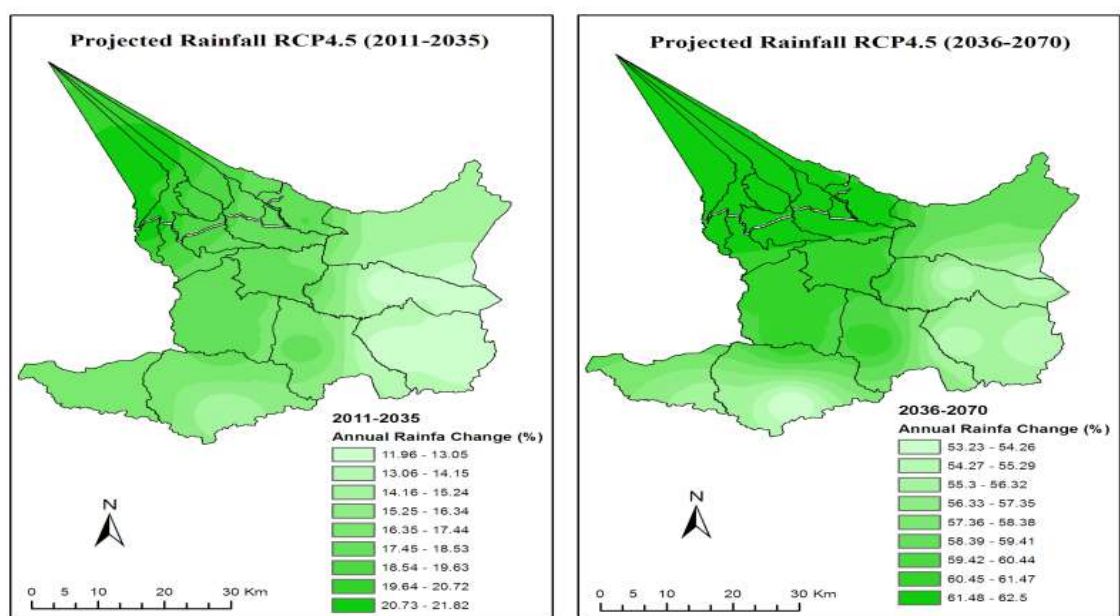 Projected Rainfall RCP4.5 (2011-2035)
2011-2035
Annual Rainfa Change (%)
11.96 - 13.05
13.06 - 14.15
14.16 - 15.24
15.25 - 16.34
16.35 - 17.44
17.45 - 18.53
18.54 - 19.63
19.64 - 20.72
20.73 - 21.82
N
0 5 10 20 30 Km
Projected Rainfall RCP4.5 (2036-2070)
2036-2070
Annual Rainfa Change (%)
53.23 - 54.26
54.27 - 55.29
55.3 - 56.32
56.33 - 57.35
57.36 - 58.38
58.39 - 59.41
59.42 - 60.44
60.45 - 61.47
61.48 - 62.5
N
0 5 10 20 30 Km